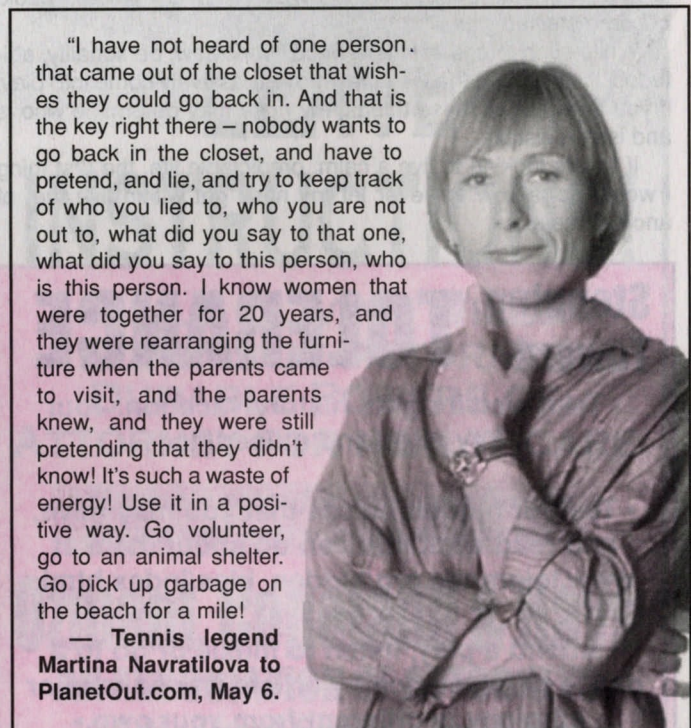 “I have not heard of one person
that came out of the closet that wish-
es they could go back in. And that is
the key right there – nobody wants to
go back in the closet, and have to
pretend, and lie, and try to keep track
of who you lied to, who you are not
out to, what did you say to that one,
what did you say to this person, who
is this person. I know women that
were together for 20 years, and
they were rearranging the furni-
ture when the parents came
to visit, and the parents
knew, and they were still
pretending that they didn't
know! It's such a waste of
energy! Use it in a posi-
tive way. Go volunteer,
go to an animal shelter.
Go pick up garbage on
the beach for a mile!
— Tennis legend
Martina Navratilova to
PlanetOut.com, May 6.